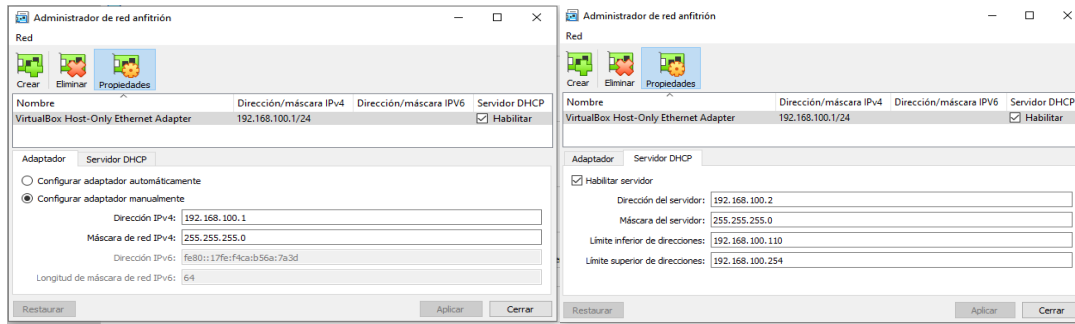 Administrador de red anfitrión
Red
Crear Eliminar Propiedades
Nombre Dirección/máscara IPv4 Dirección/máscara IPV6 Servidor DHCP
VirtualBox Host-Only Ethernet Adapter 192.168.100.1/24 Habilitar
Adaptador Servidor DHCP
Configurar adaptador automáticamente
Configurar adaptador manualmente
Dirección IPv4: 192.168.100.1
Máscara de red IPv4: 255.255.255.0
Dirección IPv6: fe80::17fe:f4ca:b56a:7a3d
Longitud de máscara de red IPv6: 64
Restaurar Aplicar Cerrar
Administrador de red anfitrión
Red
Crear Eliminar Propiedades
Nombre Dirección/máscara IPv4 Dirección/máscara IPV6 Servidor DHCP
VirtualBox Host-Only Ethernet Adapter 192.168.100.1/24 Habilitar
Adaptador Servidor DHCP
Habilitar servidor
Dirección del servidor: 192.168.100.2
Máscara del servidor: 255.255.255.0
Límite inferior de direcciones: 192.168.100.110
Límite superior de direcciones: 192.168.100.254
Restaurar Aplicar Cerrar